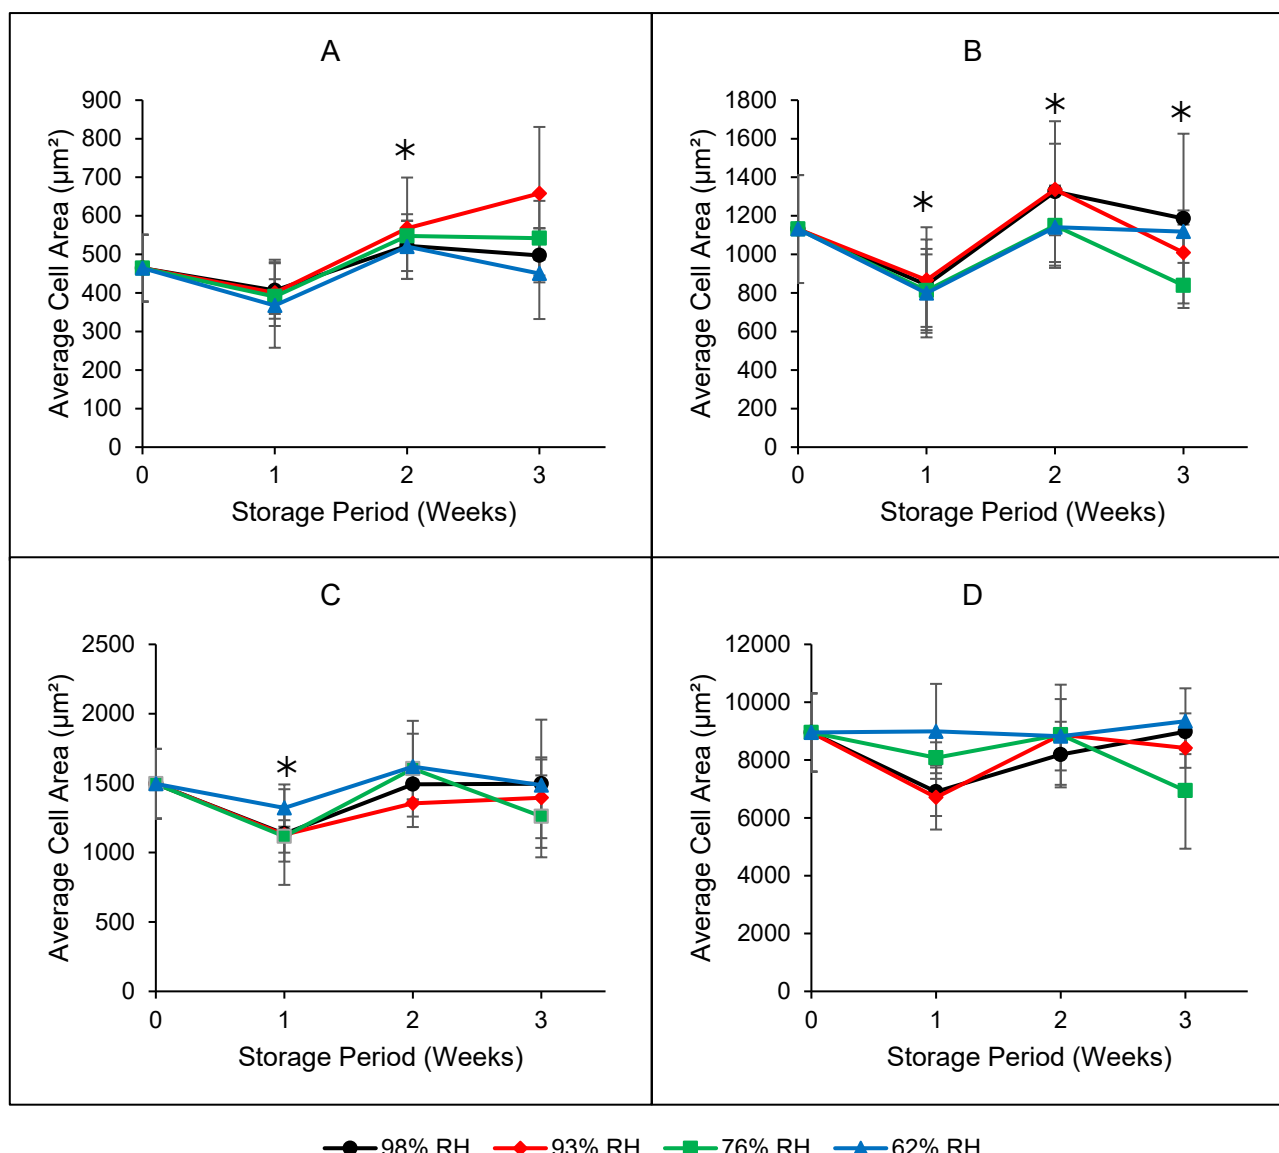 A
Average Cell Area (µm²)
900
800
700
600
500
400
300
200
100
0
*
0 1 2 3
Storage Period (Weeks)
B
Average Cell Area (µm²)
1800
1600
1400
1200
1000
800
600
400
200
0
* * *
0 1 2 3
Storage Period (Weeks)
C
Average Cell Area (µm²)
2500
2000
1500
1000
500
0
*
0 1 2 3
Storage Period (Weeks)
D
Average Cell Area (µm²)
12000
10000
8000
6000
4000
2000
0
0 1 2 3
Storage Period (Weeks)
98% RH 93% RH 76% RH 62% RH